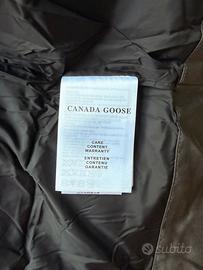 CANADA GOOSE
CARE
CONTENT
WARRANTY
ENTRETIEN
CONTENU
GARANTIE
subito